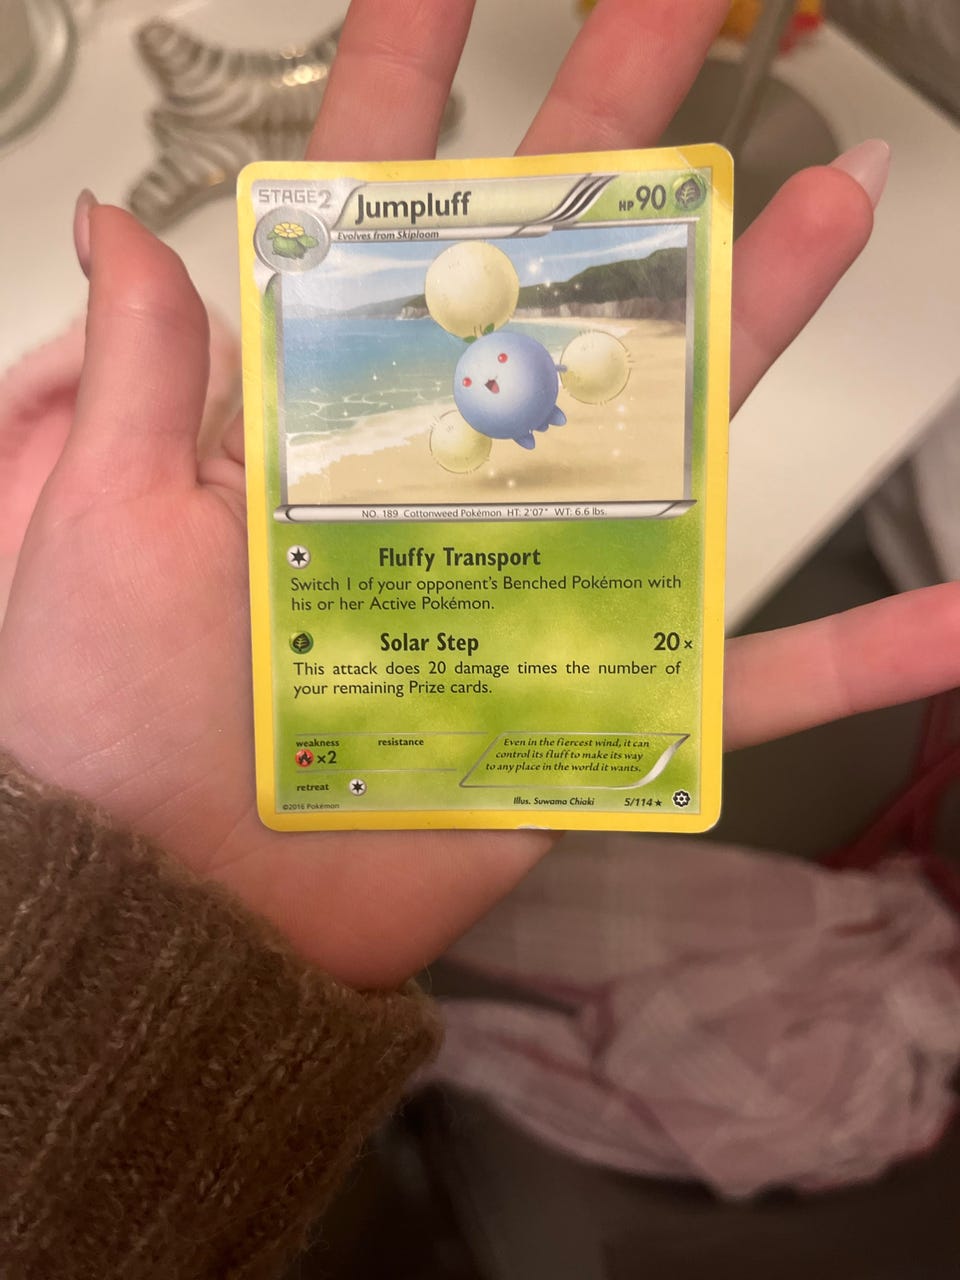 STAGE2
Jumpluff
HP 90
Evolves from Skiploom
NO. 189 Cottonweed Pokémon HT: 2'07" WT: 6.6 lbs.
Fluffy Transport
Switch 1 of your opponent's Benched Pokémon with
his or her Active Pokémon.
Solar Step 20×
This attack does 20 damage times the number of
your remaining Prize cards.
weakness
×2
resistance
retreat
Even in the fiercest wind, it can
control its fluff to make its way
to any place in the world it wants.
©2016 Pokémon
Illus. Suwama Chiaki
5/114★